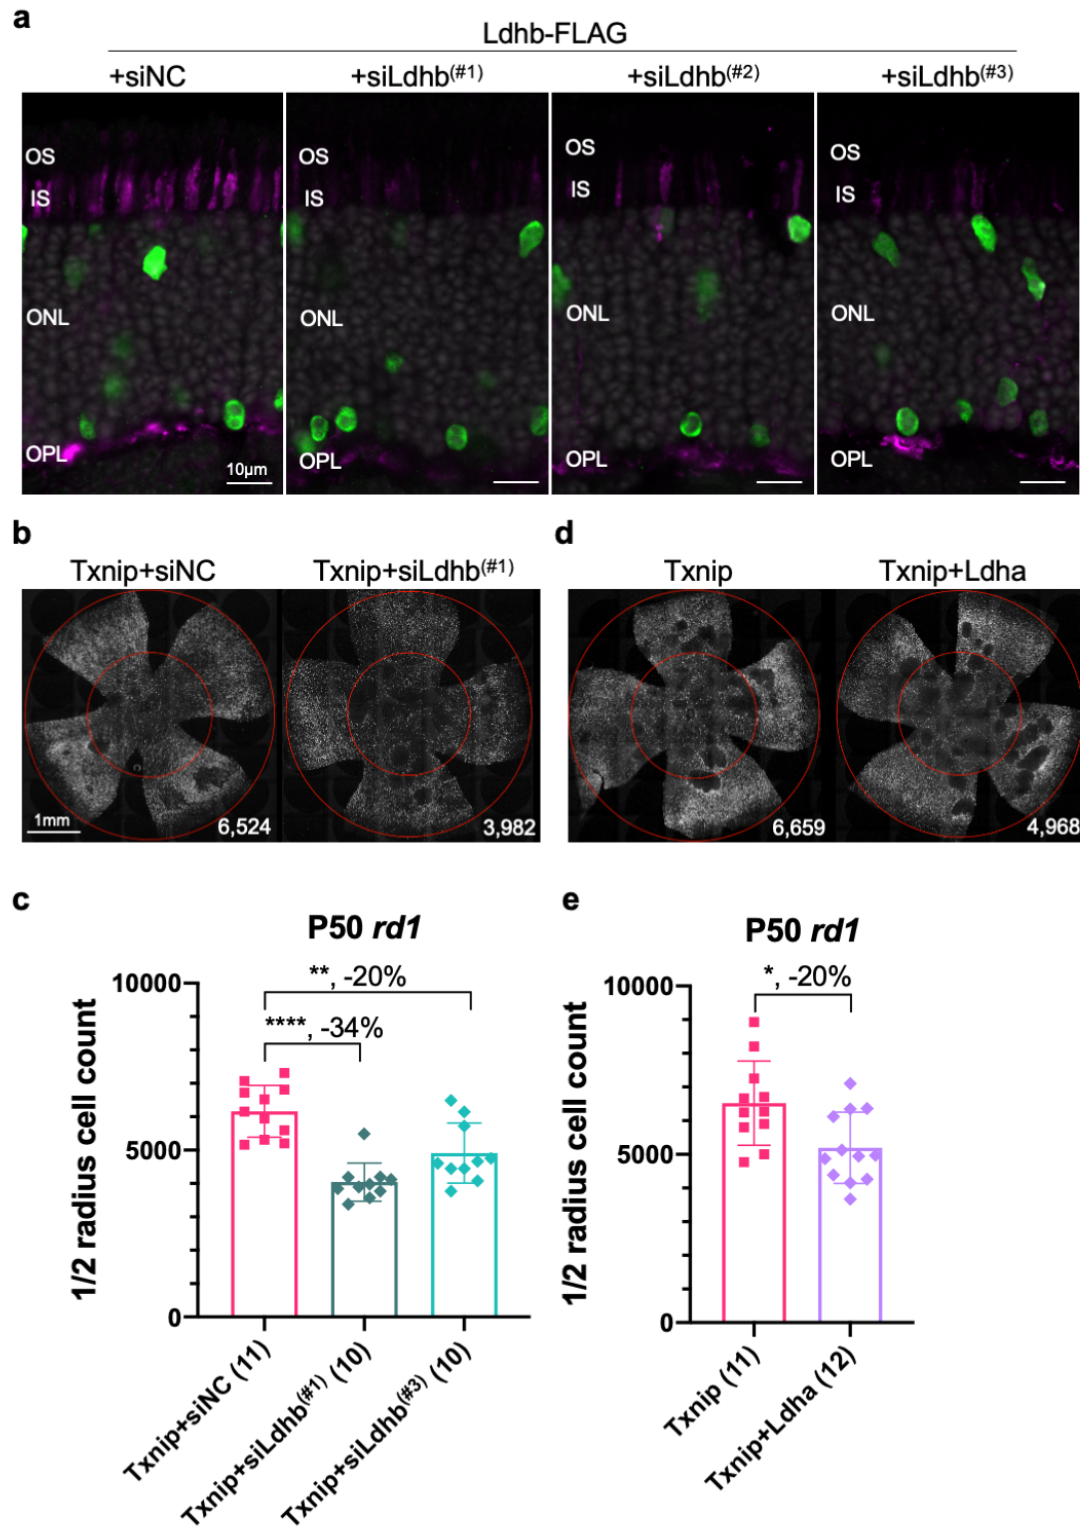 a
Ldhb-FLAG
+siNC
+siLdhb(#1)
+siLdhb(#2)
+siLdhb(#3)
OS
IS
ONL
OPL
10μm
OS
IS
ONL
OPL
OS
IS
ONL
OPL
OS
IS
ONL
OPL
b
Txnip+siNC
Txnip+siLdhb(#1)
1mm
6,524
3,982
d
Txnip
Txnip+Ldha
6,659
4,968
c
P50 rd1
**, -20%
****, -34%
1/2 radius cell count
10000
5000
0
Txnip+siNC (11)
Txnip+siLdhb(#1) (10)
Txnip+siLdhb(#3) (10)
e
P50 rd1
*, -20%
1/2 radius cell count
10000
5000
0
Txnip (11)
Txnip+Ldha (12)